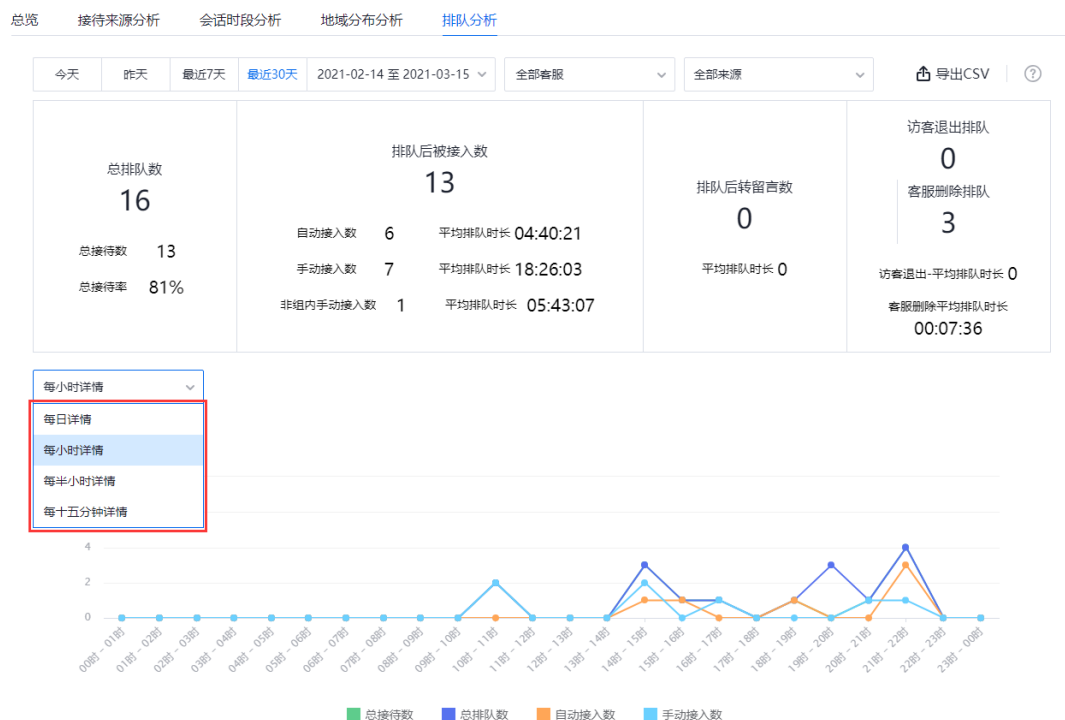 总览 接待来源分析 会话时段分析 地域分布分析 排队分析
今天 昨天 最近7天 最近30天 2021-02-14 至 2021-03-15 全部客服 全部来源 导出CSV ?
总排队数
16
总接待数 13
总接待率 81%
排队后被接入数
13
自动接入数 6 平均排队时长 04:40:21
手动接入数 7 平均排队时长 18:26:03
非组内手动接入数 1 平均排队时长 05:43:07
排队后转留言数
0
平均排队时长 0
访客退出排队
0
客服删除排队
3
访客退出-平均排队时长 0
客服删除平均排队时长
00:07:36
每小时详情
每日详情
每小时详情
每半小时详情
每十五分钟详情
4
2
0
00时 - 01时 01时 - 02时 02时 - 03时 03时 - 04时 04时 - 05时 05时 - 06时 06时 - 07时 07时 - 08时 08时 - 09时 09时 - 10时 10时 - 11时 11时 - 12时 12时 - 13时 13时 - 14时 14时 - 15时 15时 - 16时 16时 - 17时 17时 - 18时 18时 - 19时 19时 - 20时 20时 - 21时 21时 - 22时 22时 - 23时 23时 - 00时
总接待数 总排队数 自动接入数 手动接入数